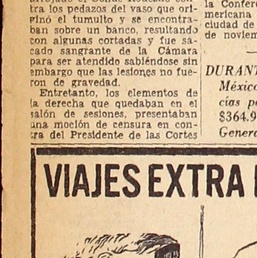 tra los pedazos del vaso que ori
ginó el tumulto y se encontra-
ban sobre un banco, resultando
con algunas cortadas y fué sa-
cado sangrante de la Cámara
para ser atendido sabiéndose sin
embargo que las lesiones no fue-
ron de gravedad.
Entretanto, los elementos de
la derecha que quedaban en el
salón de sesiones, presentaban
una moción de censura en con-
tra del Presidente de las Cortes
la Confe
mericana
ciudad de
de noviem
DURANT
México
cias p
$364.9
Genera
VIAJES EXTRA